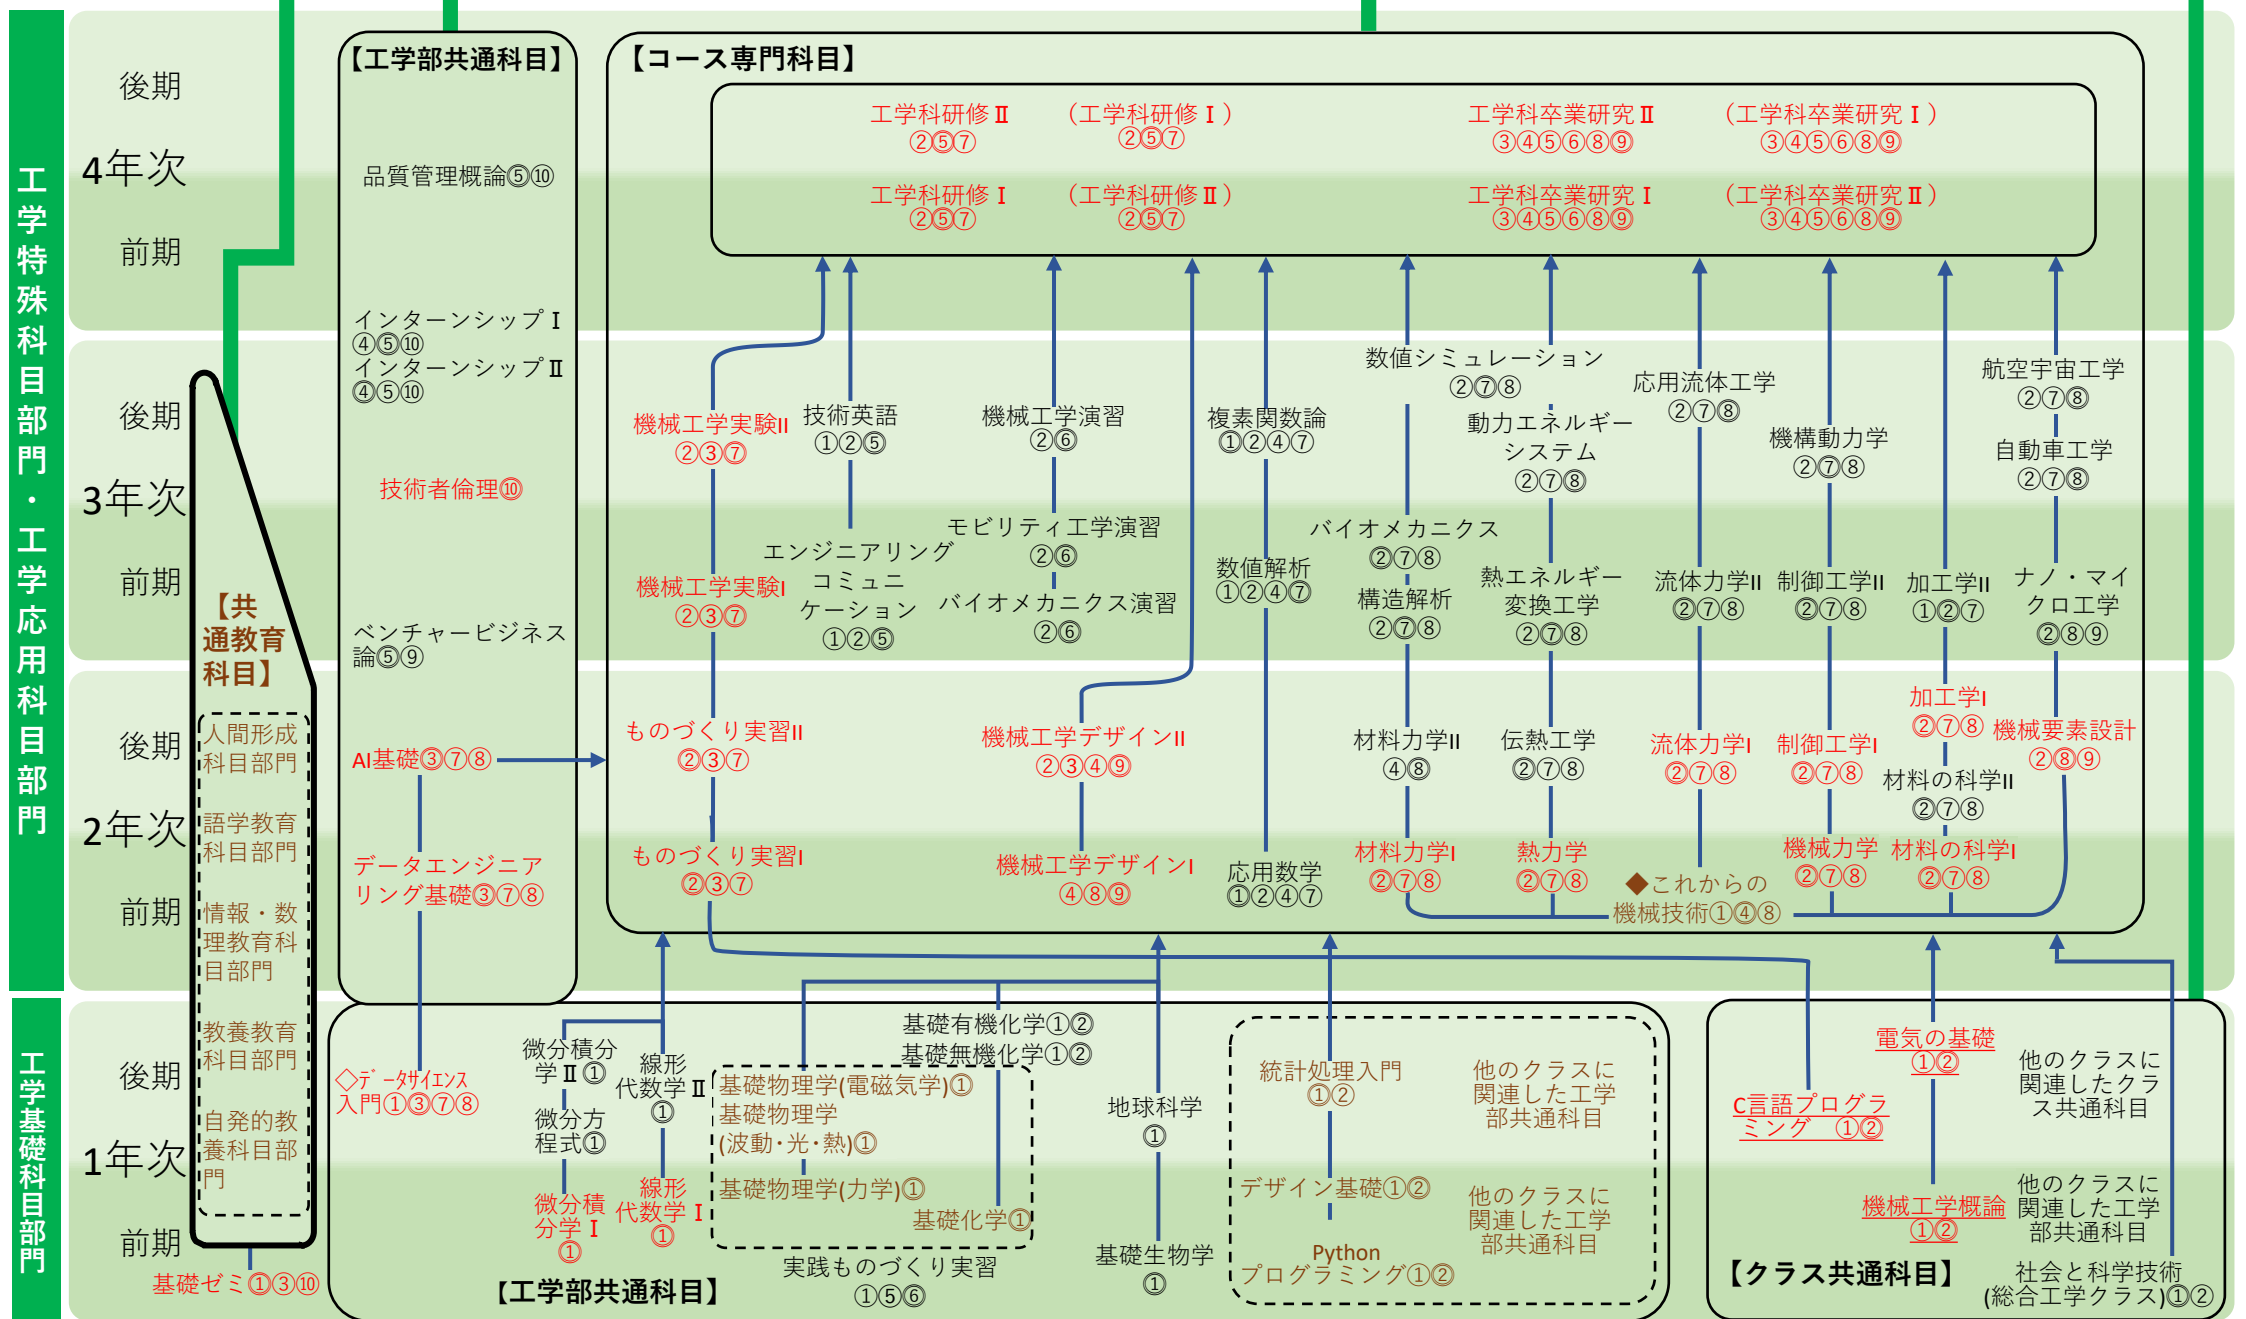 工学特殊科目部門・工学応用科目部門
工学基礎科目部門
後期
4年次
前期
後期
3年次
前期
後期
2年次
前期
後期
1年次
前期
【共
通教育
科目】
人間形成
科目部門
語学教育
科目部門
情報・数
理教育科
目部門
教養教育
科目部門
自発的教
養科目部
門
基礎ゼミ①③⑩
【工学部共通科目】
品質管理概論⑤⑩
インターンシップⅠ
④⑤⑩
インターンシップⅡ
④⑤⑩
技術者倫理⑩
ベンチャービジネス
論⑤⑨
AI基礎③⑦⑧
データエンジニア
リング基礎③⑦⑧
【コース専門科目】
工学科研修Ⅱ
②⑤⑦
(工学科研修Ⅰ)
②⑤⑦
工学科卒業研究Ⅱ
③④⑤⑥⑧⑨
(工学科卒業研究Ⅰ)
③④⑤⑥⑧⑨
工学科研修Ⅰ
②⑤⑦
(工学科研修Ⅱ)
②⑤⑦
工学科卒業研究Ⅰ
③④⑤⑥⑧⑨
(工学科卒業研究Ⅱ)
③④⑤⑥⑧⑨
機械工学実験II
②③⑦
技術英語
①②⑤
機械工学演習
②⑥
複素関数論
①②④⑦
数値シミュレーション
②⑦⑧
動力エネルギー
システム
②⑦⑧
応用流体工学
②⑦⑧
機構動力学
②⑦⑧
航空宇宙工学
②⑦⑧
自動車工学
②⑦⑧
機械工学実験I
②③⑦
エンジニアリング
コミュニ
ケーション
①②⑤
モビリティ工学演習
②⑥
バイオメカニクス演習
②⑥
数値解析
①②④⑦
バイオメカニクス
②⑦⑧
構造解析
②⑦⑧
熱エネルギー
変換工学
②⑦⑧
流体力学II
②⑦⑧
制御工学II
②⑦⑧
加工学II
①②⑦
ナノ・マイ
クロ工学
②⑧⑨
ものづくり実習II
②③⑦
機械工学デザインII
②③④⑨
材料力学II
④⑧
伝熱工学
②⑦⑧
流体力学I
②⑦⑧
制御工学I
②⑦⑧
加工学I
②⑦⑧
材料の科学II
②⑦⑧
機械要素設計
②⑧⑨
ものづくり実習I
②③⑦
機械工学デザインI
④⑧⑨
応用数学
①②④⑦
材料力学I
②⑦⑧
熱力学
②⑦⑧
◆これからの
機械技術①④⑧
機械力学
②⑦⑧
材料の科学I
②⑦⑧
◇データサイエンス
入門①③⑦⑧
微分積分
学Ⅱ①
微分方
程式①
微分積
分学Ⅰ
①
線形
代数学Ⅱ
①
線形
代数学Ⅰ
①
基礎有機化学①②
基礎無機化学①②
基礎物理学(電磁気学)①
基礎物理学
(波動・光・熱)①
基礎物理学(力学)①
基礎化学①
実践ものづくり実習
①⑤⑥
【工学部共通科目】
地球科学
①
基礎生物学
①
統計処理入門
①②
デザイン基礎①②
Python
プログラミング①②
他のクラスに
関連した工学
部共通科目
他のクラスに
関連した工学
部共通科目
C言語プログラ
ミング ①②
電気の基礎
①②
機械工学概論
①②
他のクラスに
関連したクラ
ス共通科目
他のクラスに
関連した工学
部共通科目
【クラス共通科目】
社会と科学技術
(総合工学クラス)①②